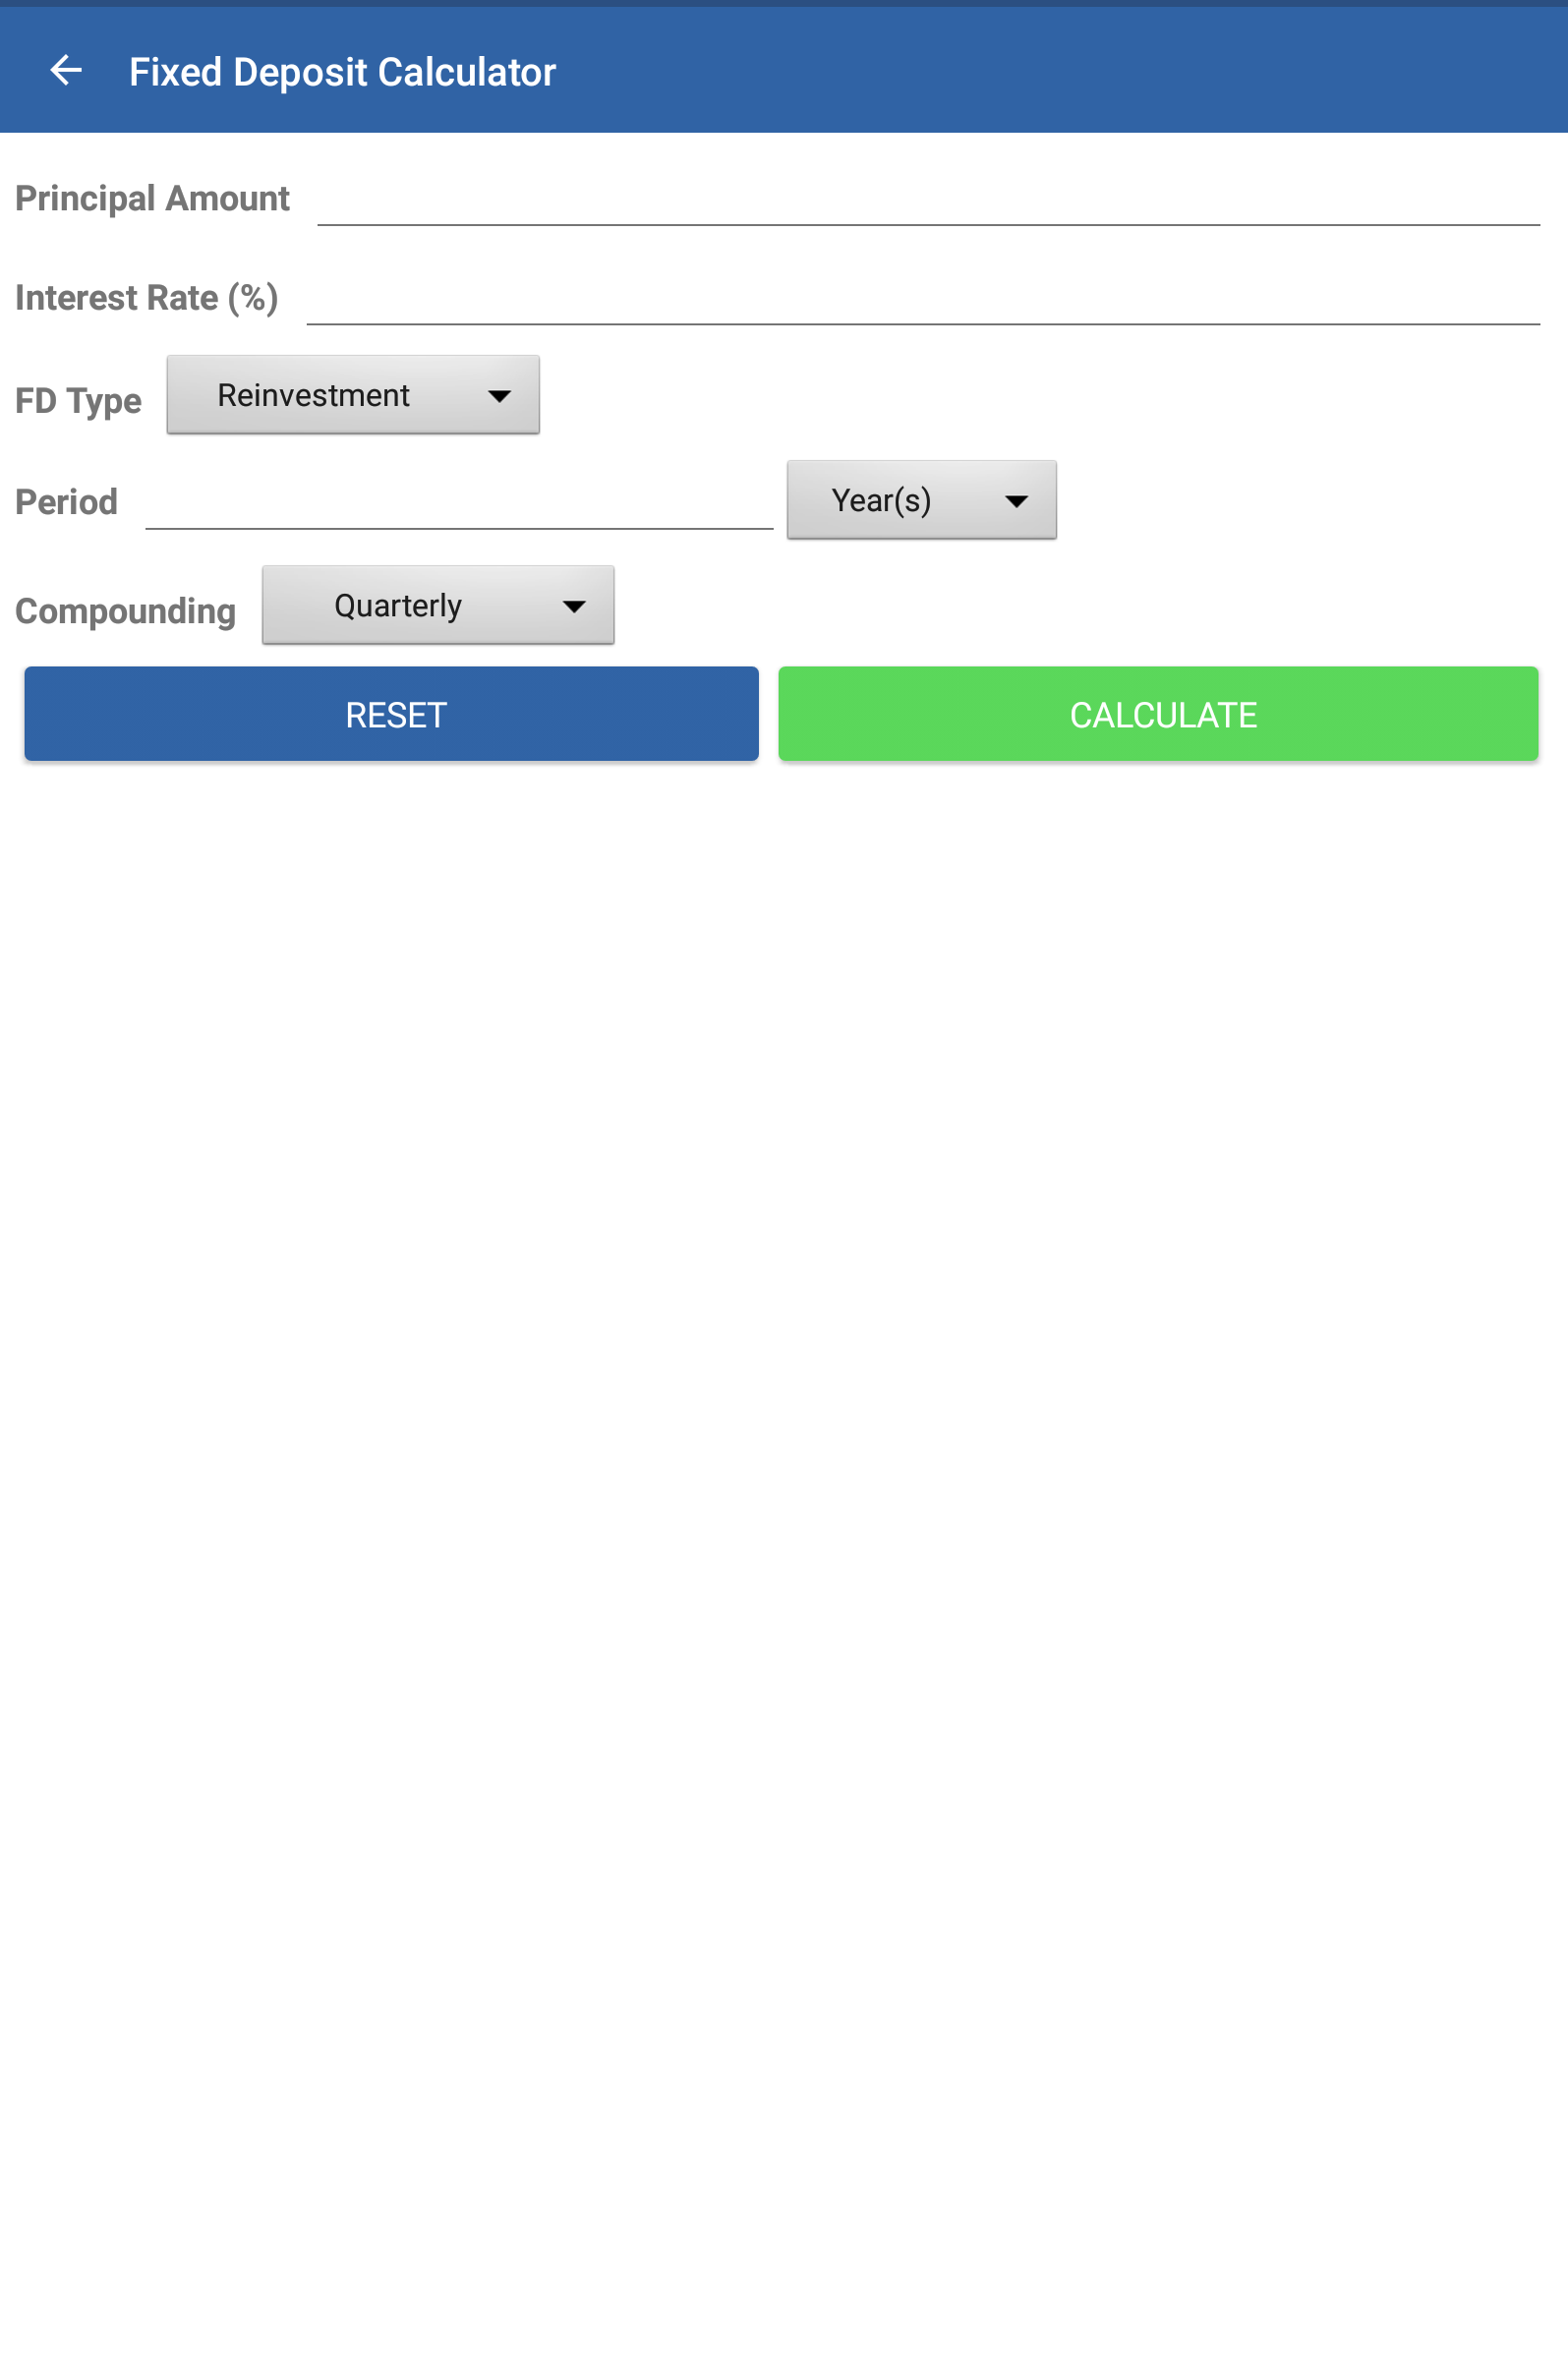 Fixed Deposit Calculator
Principal Amount
Interest Rate (%)
FD Type Reinvestment
Period Year(s)
Compounding Quarterly
RESET CALCULATE